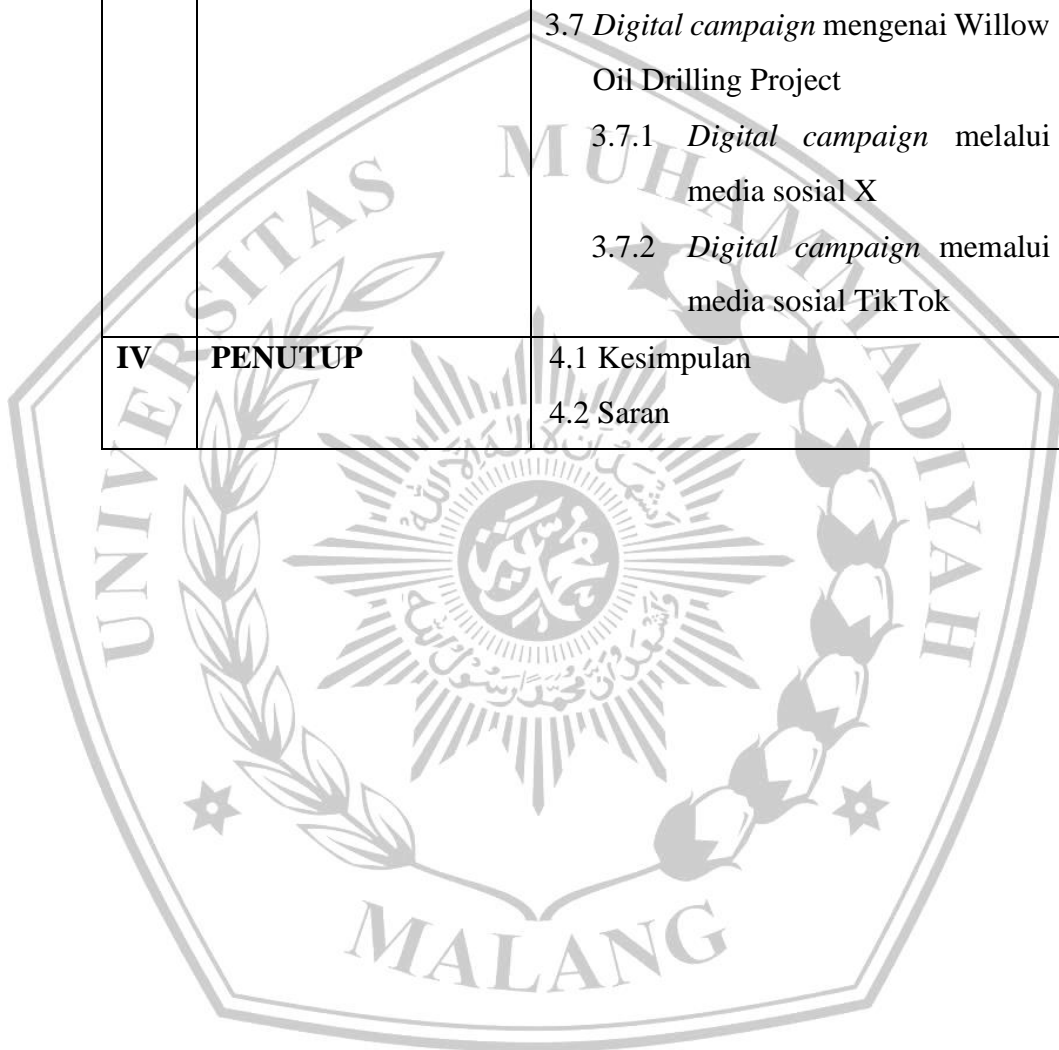 3.7 Digital campaign mengenai Willow
Oil Drilling Project
3.7.1 Digital campaign melalui
media sosial X
3.7.2 Digital campaign memalui
media sosial TikTok
IV PENUTUP 4.1 Kesimpulan
4.2 Saran
UNIVERSITAS MUHAMMADIYAH
MALANG